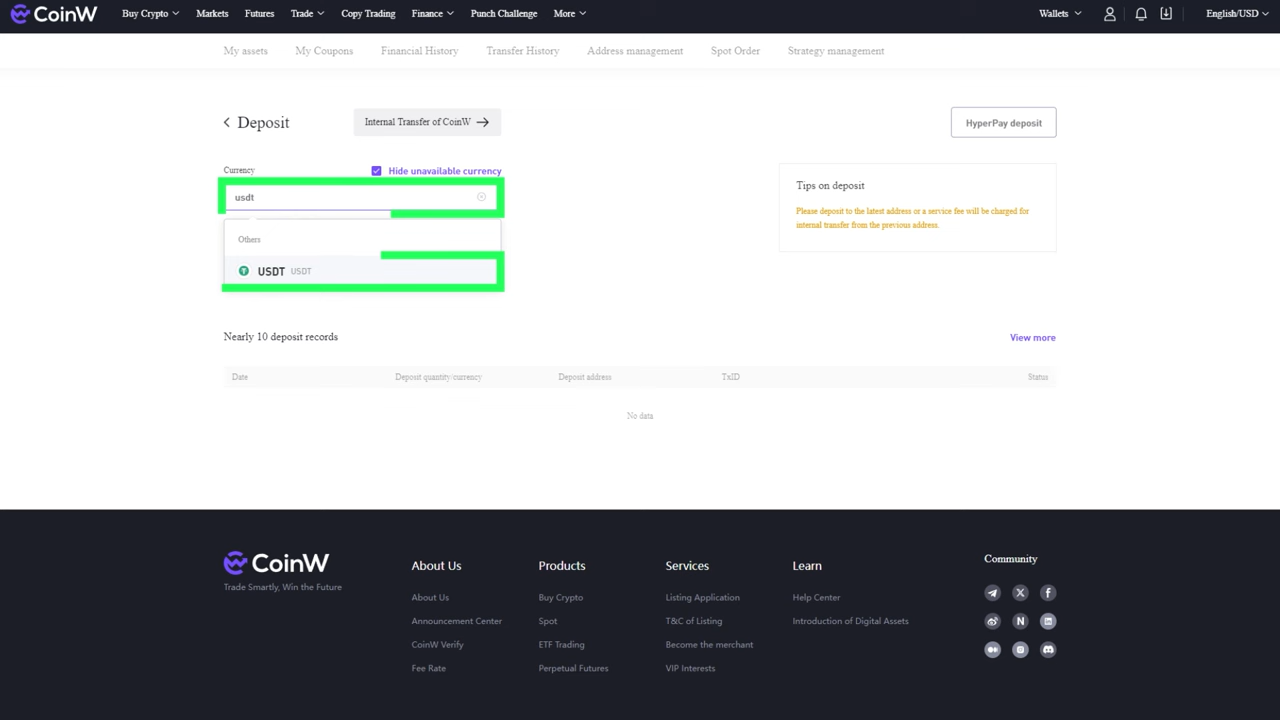 CoinW Buy Crypto Markets Futures Trade Copy Trading Finance Punch Challenge More Wallets English/USD
My assets My Coupons Financial History Transfer History Address management Spot Order Strategy management
Deposit Internal Transfer of CoinW HyperPay deposit
Currency Hide unavailable currency
usdt
Others
USDT USDT
Tips on deposit
Please deposit to the latest address or a service fee will be charged for
internal transfer from the previous address.
Nearly 10 deposit records View more
Date Deposit quantity/currency Deposit address TxID Status
No data
CoinW
Trade Smartly, Win the Future
About Us
About Us
Announcement Center
CoinW Verify
Fee Rate
Products
Buy Crypto
Spot
ETF Trading
Perpetual Futures
Services
Listing Application
T&C of Listing
Become the merchant
VIP Interests
Learn
Help Center
Introduction of Digital Assets
Community